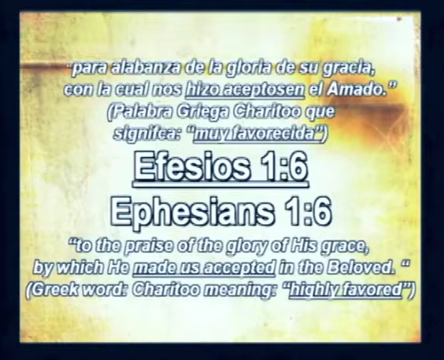 "para alabanza de la gloria de su gracia,
con la cual nos hizo aceptos en el Amado."
(Palabra Griega Charitoo que
signifca: "muy favorecida")
Efesios 1:6
Ephesians 1:6
"to the praise of the glory of His grace,
by which He made us accepted in the Beloved. "
(Greek word: Charitoo meaning: "highly favored")